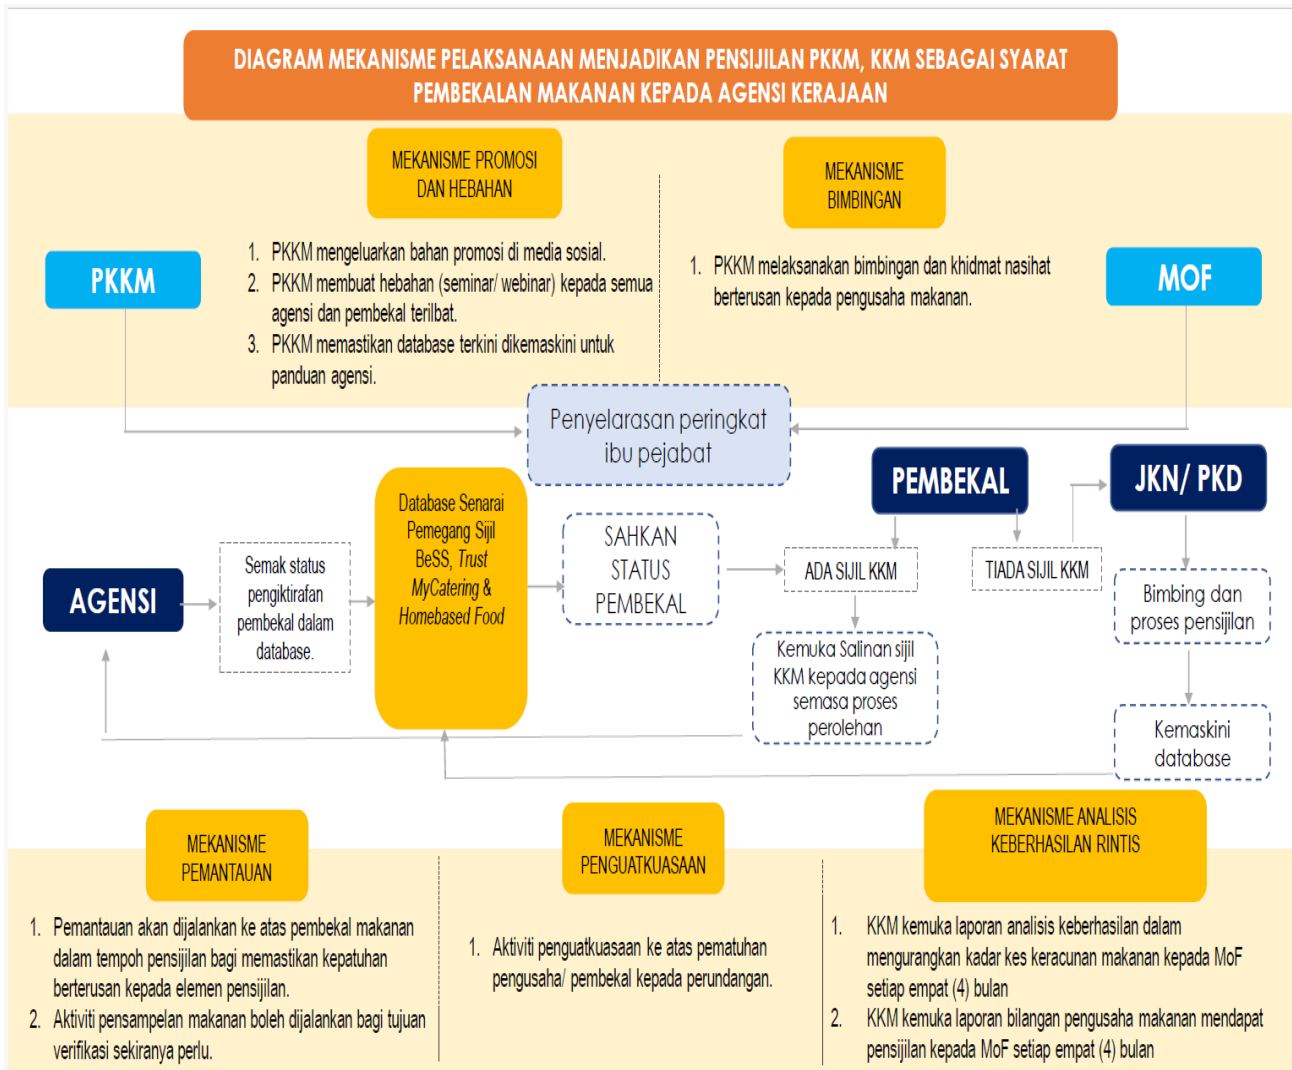 DIAGRAM MEKANISME PELAKSANAAN MENJADIKAN PENSIJILAN PKKM, KKM SEBAGAI SYARAT
PEMBEKALAN MAKANAN KEPADA AGENSI KERAJAAN
MEKANISME PROMOSI
DAN HEBAHAN
MEKANISME
BIMBINGAN
PKKM
1. PKKM mengeluarkan bahan promosi di media sosial.
2. PKKM membuat hebahan (seminar/ webinar) kepada semua
agensi dan pembekal terilbat.
3. PKKM memastikan database terkini dikemaskini untuk
panduan agensi.
1. PKKM melaksanakan bimbingan dan khidmat nasihat
berterusan kepada pengusaha makanan.
MOF
Penyelarasan peringkat
ibu pejabat
AGENSI
Semak status
pengiktirafan
pembekal dalam
database.
Database Senarai
Pemegang Sijil
BeSS, Trust
MyCatering &
Homebased Food
SAHKAN
STATUS
PEMBEKAL
PEMBEKAL
JKN/ PKD
ADA SIJIL KKM
TIADA SIJIL KKM
Kemuka Salinan sijil
KKM kepada agensi
semasa proses
perolehan
Bimbing dan
proses pensijilan
Kemaskini
database
MEKANISME
PEMANTAUAN
1. Pemantauan akan dijalankan ke atas pembekal makanan
dalam tempoh pensijilan bagi memastikan kepatuhan
berterusan kepada elemen pensijilan.
2. Aktiviti pensampelan makanan boleh dijalankan bagi tujuan
verifikasi sekiranya perlu.
MEKANISME
PENGUATKUASAAN
1. Aktiviti penguatkuasaan ke atas pematuhan
pengusaha/ pembekal kepada perundangan.
MEKANISME ANALISIS
KEBERHASILAN RINTIS
1. KKM kemuka laporan analisis keberhasilan dalam
mengurangkan kadar kes keracunan makanan kepada MoF
setiap empat (4) bulan
2. KKM kemuka laporan bilangan pengusaha makanan mendapat
pensijilan kepada MoF setiap empat (4) bulan